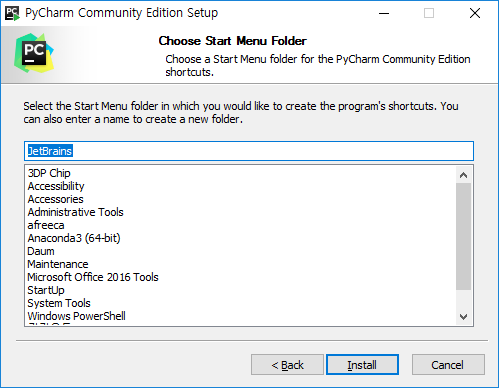 PyCharm Community Edition Setup
PC
Choose Start Menu Folder
Choose a Start Menu folder for the PyCharm Community Edition
shortcuts.
Select the Start Menu folder in which you would like to create the program's shortcuts. You
can also enter a name to create a new folder.
JetBrains
3DP Chip
Accessibility
Accessories
Administrative Tools
afreeca
Anaconda3 (64-bit)
Daum
Maintenance
Microsoft Office 2016 Tools
StartUp
System Tools
Windows PowerShell
< Back
Install
Cancel